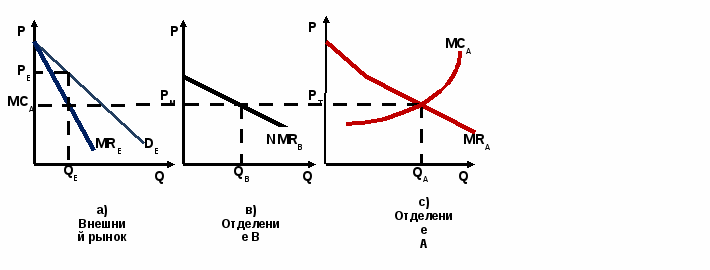 P
P
P
MC A
P E
MC A
P N
P T
MR E
D E
NMR B
MR A
Q E
Q
Q B
Q
Q A
Q
а)
Внешни
й рынок
в)
Отделени
е В
с)
Отделени
е
А